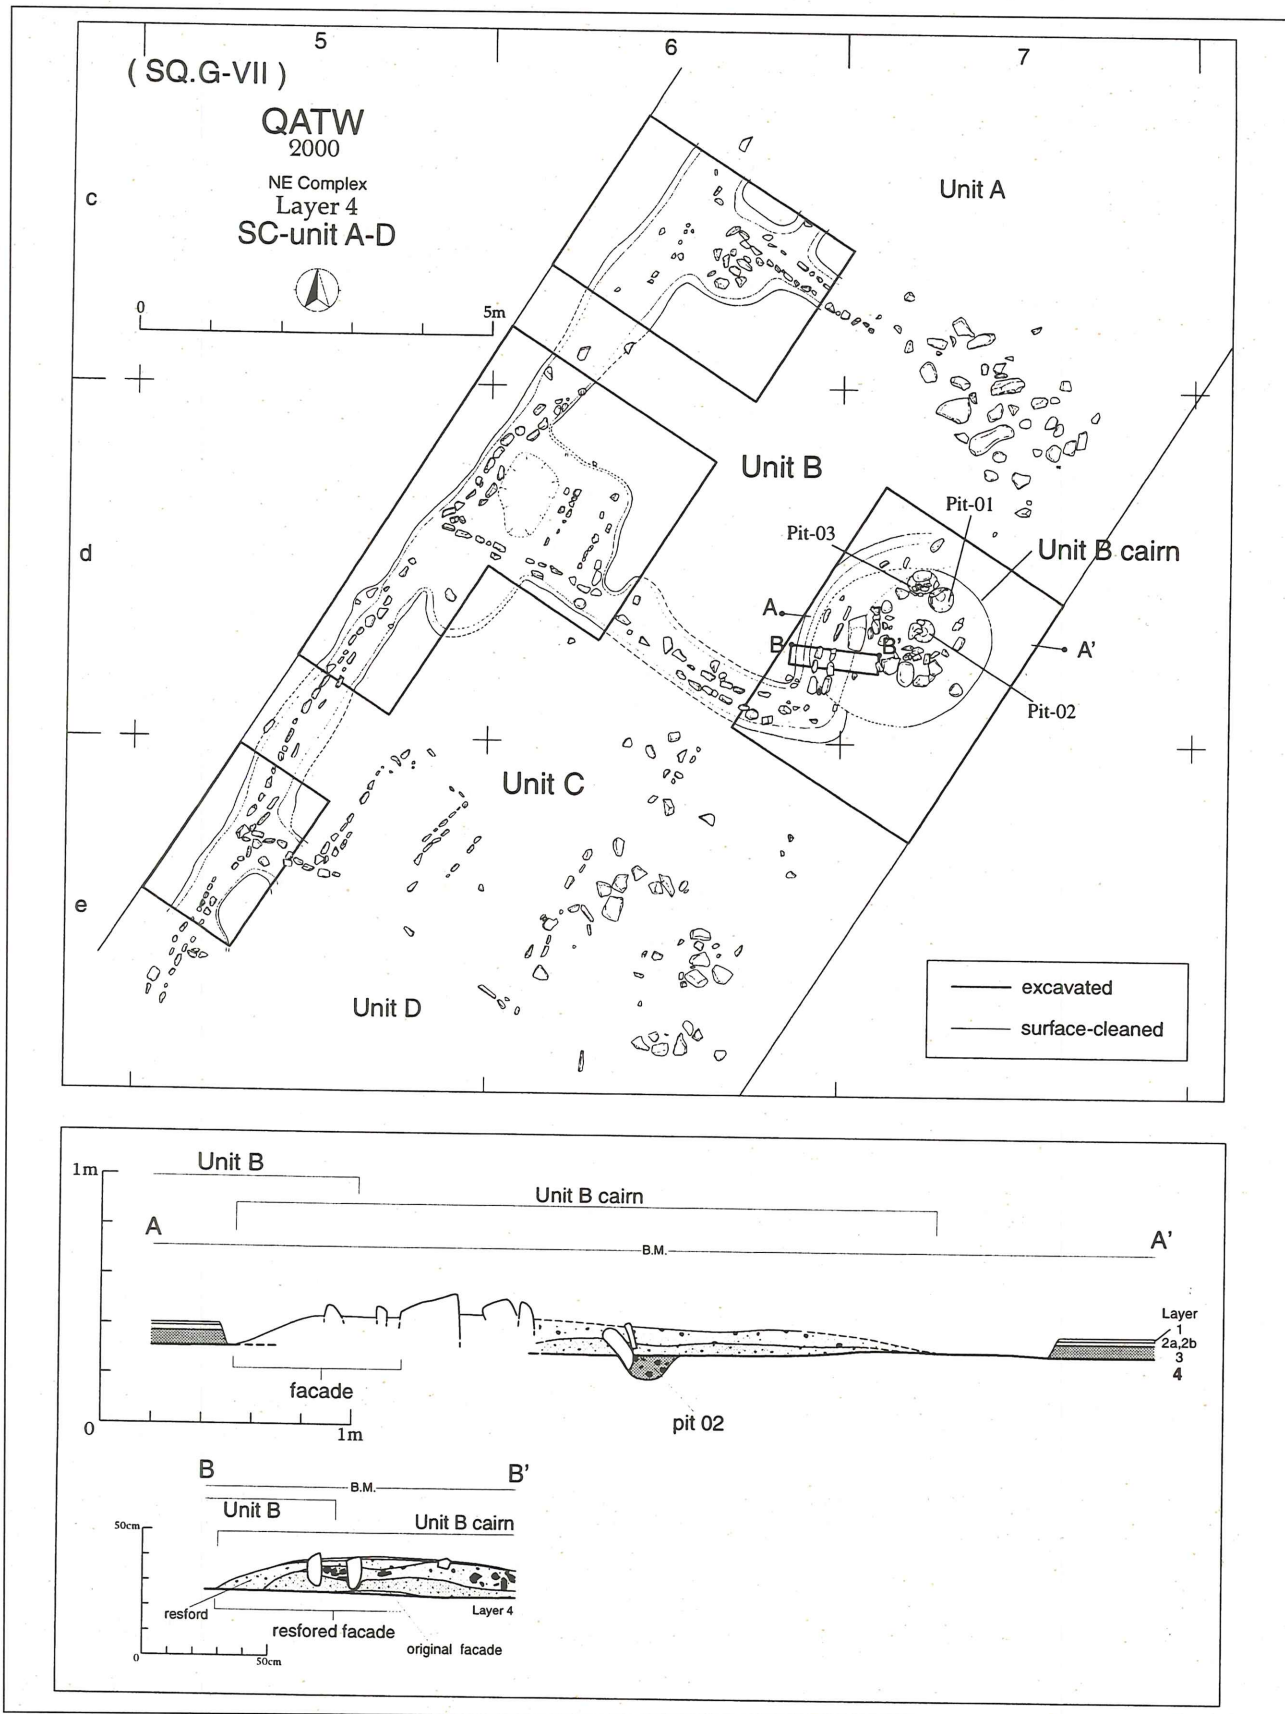 5
6
7
( SQ.G-VII )
QATW
2000
NE Complex
Layer 4
SC-unit A-D
c
Unit A
0
5m
Unit B
Pit-01
Pit-03
Unit B cairn
d
A
B
B'
A'
Pit-02
Unit C
e
Unit D
excavated
surface-cleaned
1m
Unit B
Unit B cairn
A
A'
B.M.
Layer
1
2a,2b
3
4
facade
0
1m
pit 02
B
B'
B.M.
Unit B
50cm
Unit B cairn
resford
Layer 4
resfored facade
original facade
0
50cm